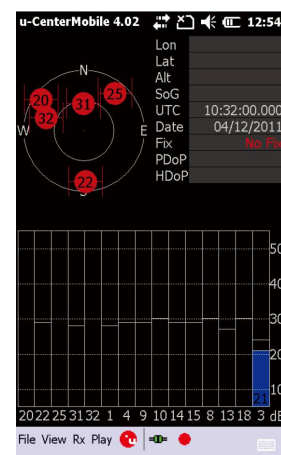 u-CenterMobile 4.02 12:54
Lon
Lat
Alt
SoG
UTC 10:32:00.000
Date 04/12/2011
Fix No Fix
PDoP
HDoP
N
25
20
31
32
W
E
22
S
50
40
30
20
10
21
20 22 25 31 32 1 4 9 10 14 15 8 13 18 3 dB
File View Rx Play u